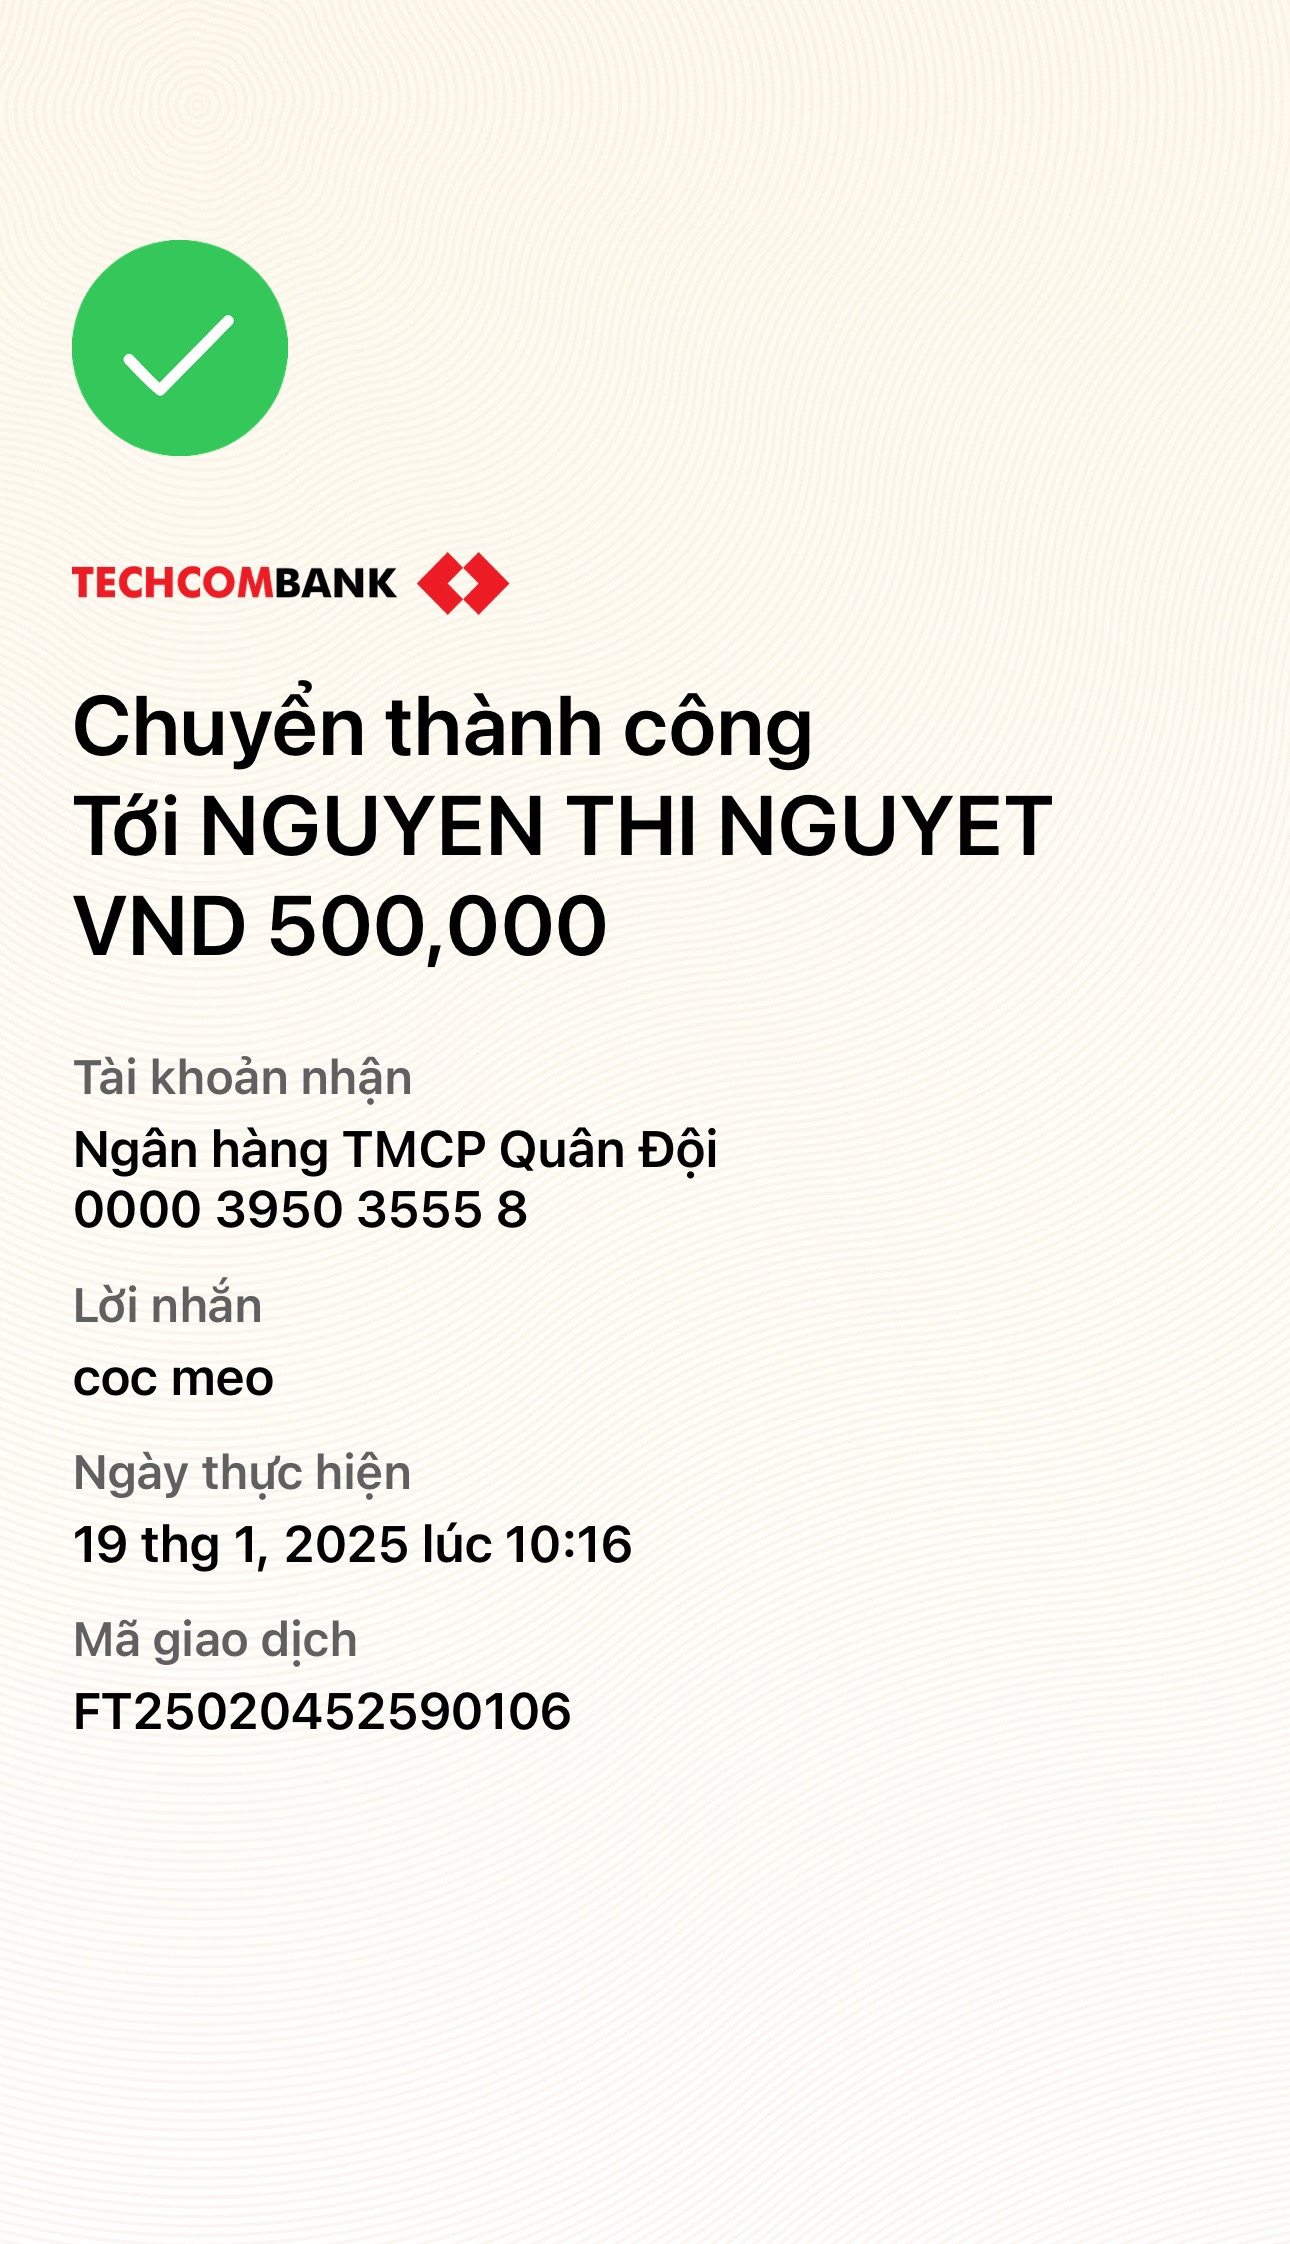 TECHCOMBANK
Chuyển thành công
Tới NGUYEN THI NGUYET
VND 500,000
Tài khoản nhận
Ngân hàng TMCP Quân Đội
0000 3950 3555 8
Lời nhắn
coc meo
Ngày thực hiện
19 thg 1, 2025 lúc 10:16
Mã giao dịch
FT25020452590106